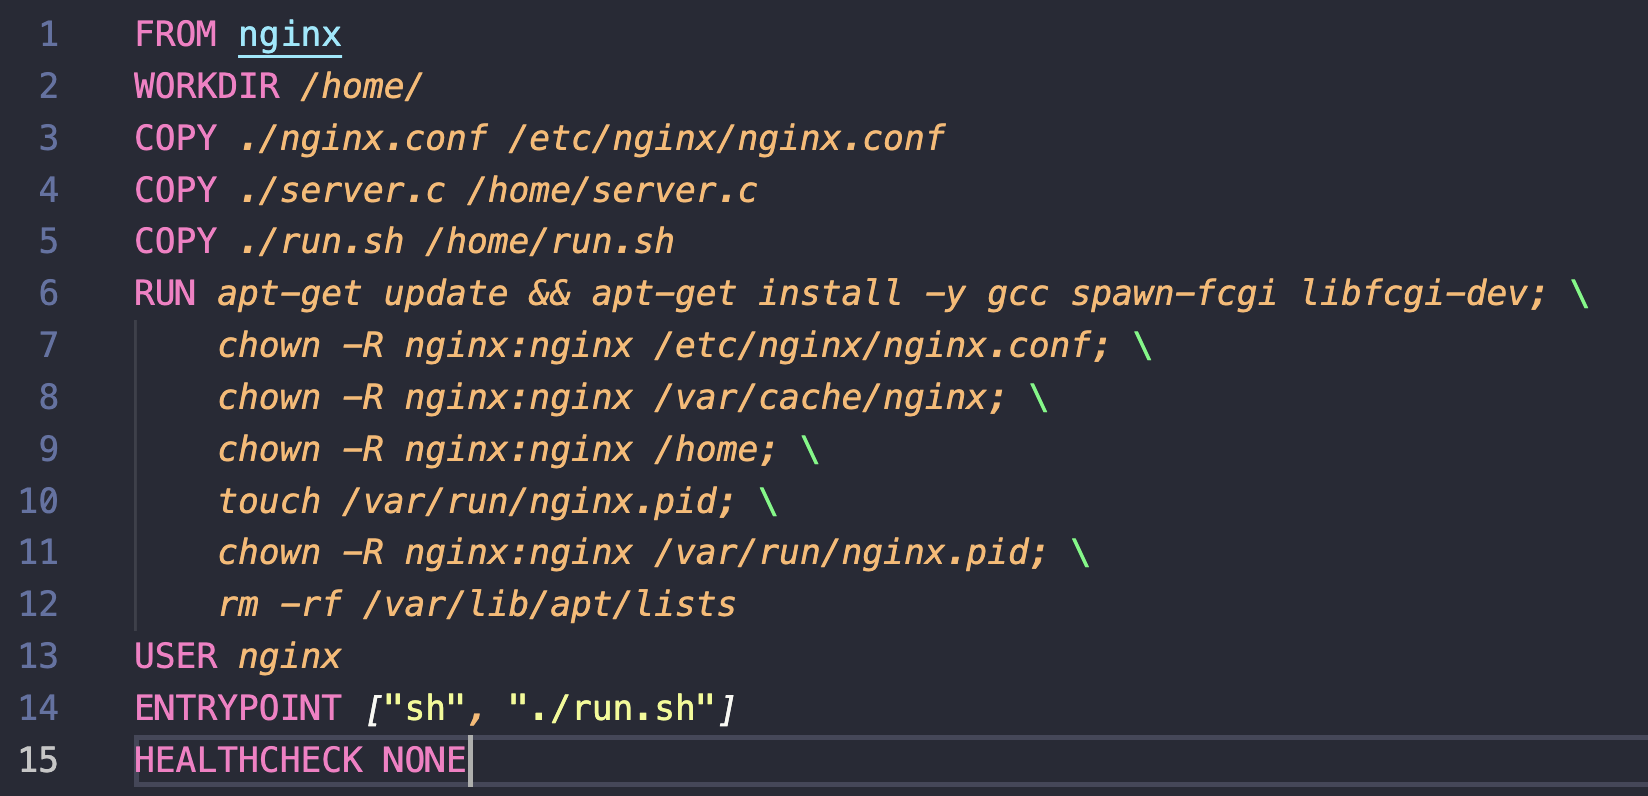 1 FROM nginx
2 WORKDIR /home/
3 COPY ./nginx.conf /etc/nginx/nginx.conf
4 COPY ./server.c /home/server.c
5 COPY ./run.sh /home/run.sh
6 RUN apt-get update && apt-get install -y gcc spawn-fcgi libfcgi-dev; \
7     chown -R nginx:nginx /etc/nginx/nginx.conf; \
8     chown -R nginx:nginx /var/cache/nginx; \
9     chown -R nginx:nginx /home; \
10     touch /var/run/nginx.pid; \
11     chown -R nginx:nginx /var/run/nginx.pid; \
12     rm -rf /var/lib/apt/lists
13 USER nginx
14 ENTRYPOINT ["sh", "./run.sh"]
15 HEALTHCHECK NONE